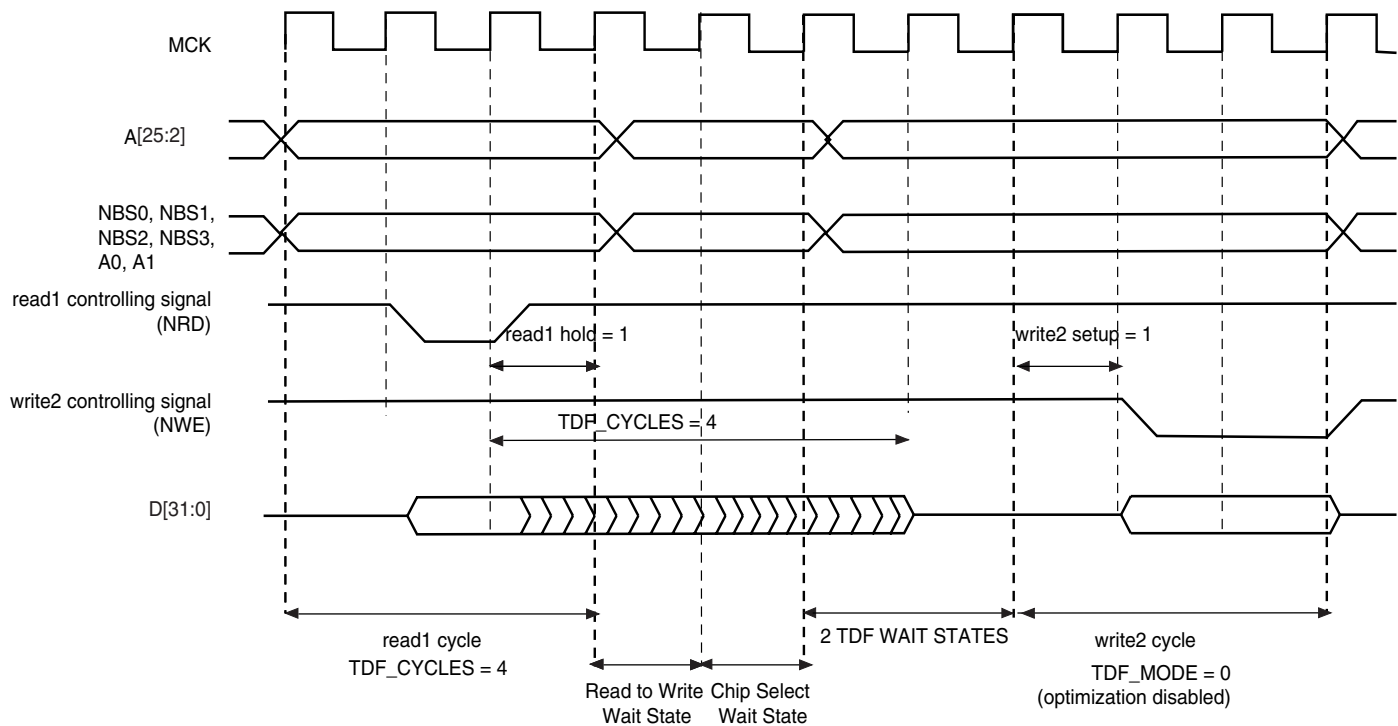 MCK
A[25:2]
NBS0, NBS1,
NBS2, NBS3,
A0, A1
read1 controlling signal
(NRD)
read1 hold = 1
write2 setup = 1
write2 controlling signal
(NWE)
TDF_CYCLES = 4
D[31:0]
read1 cycle
TDF_CYCLES = 4
2 TDF WAIT STATES
write2 cycle
TDF_MODE = 0
(optimization disabled)
Read to Write
Wait State
Chip Select
Wait State